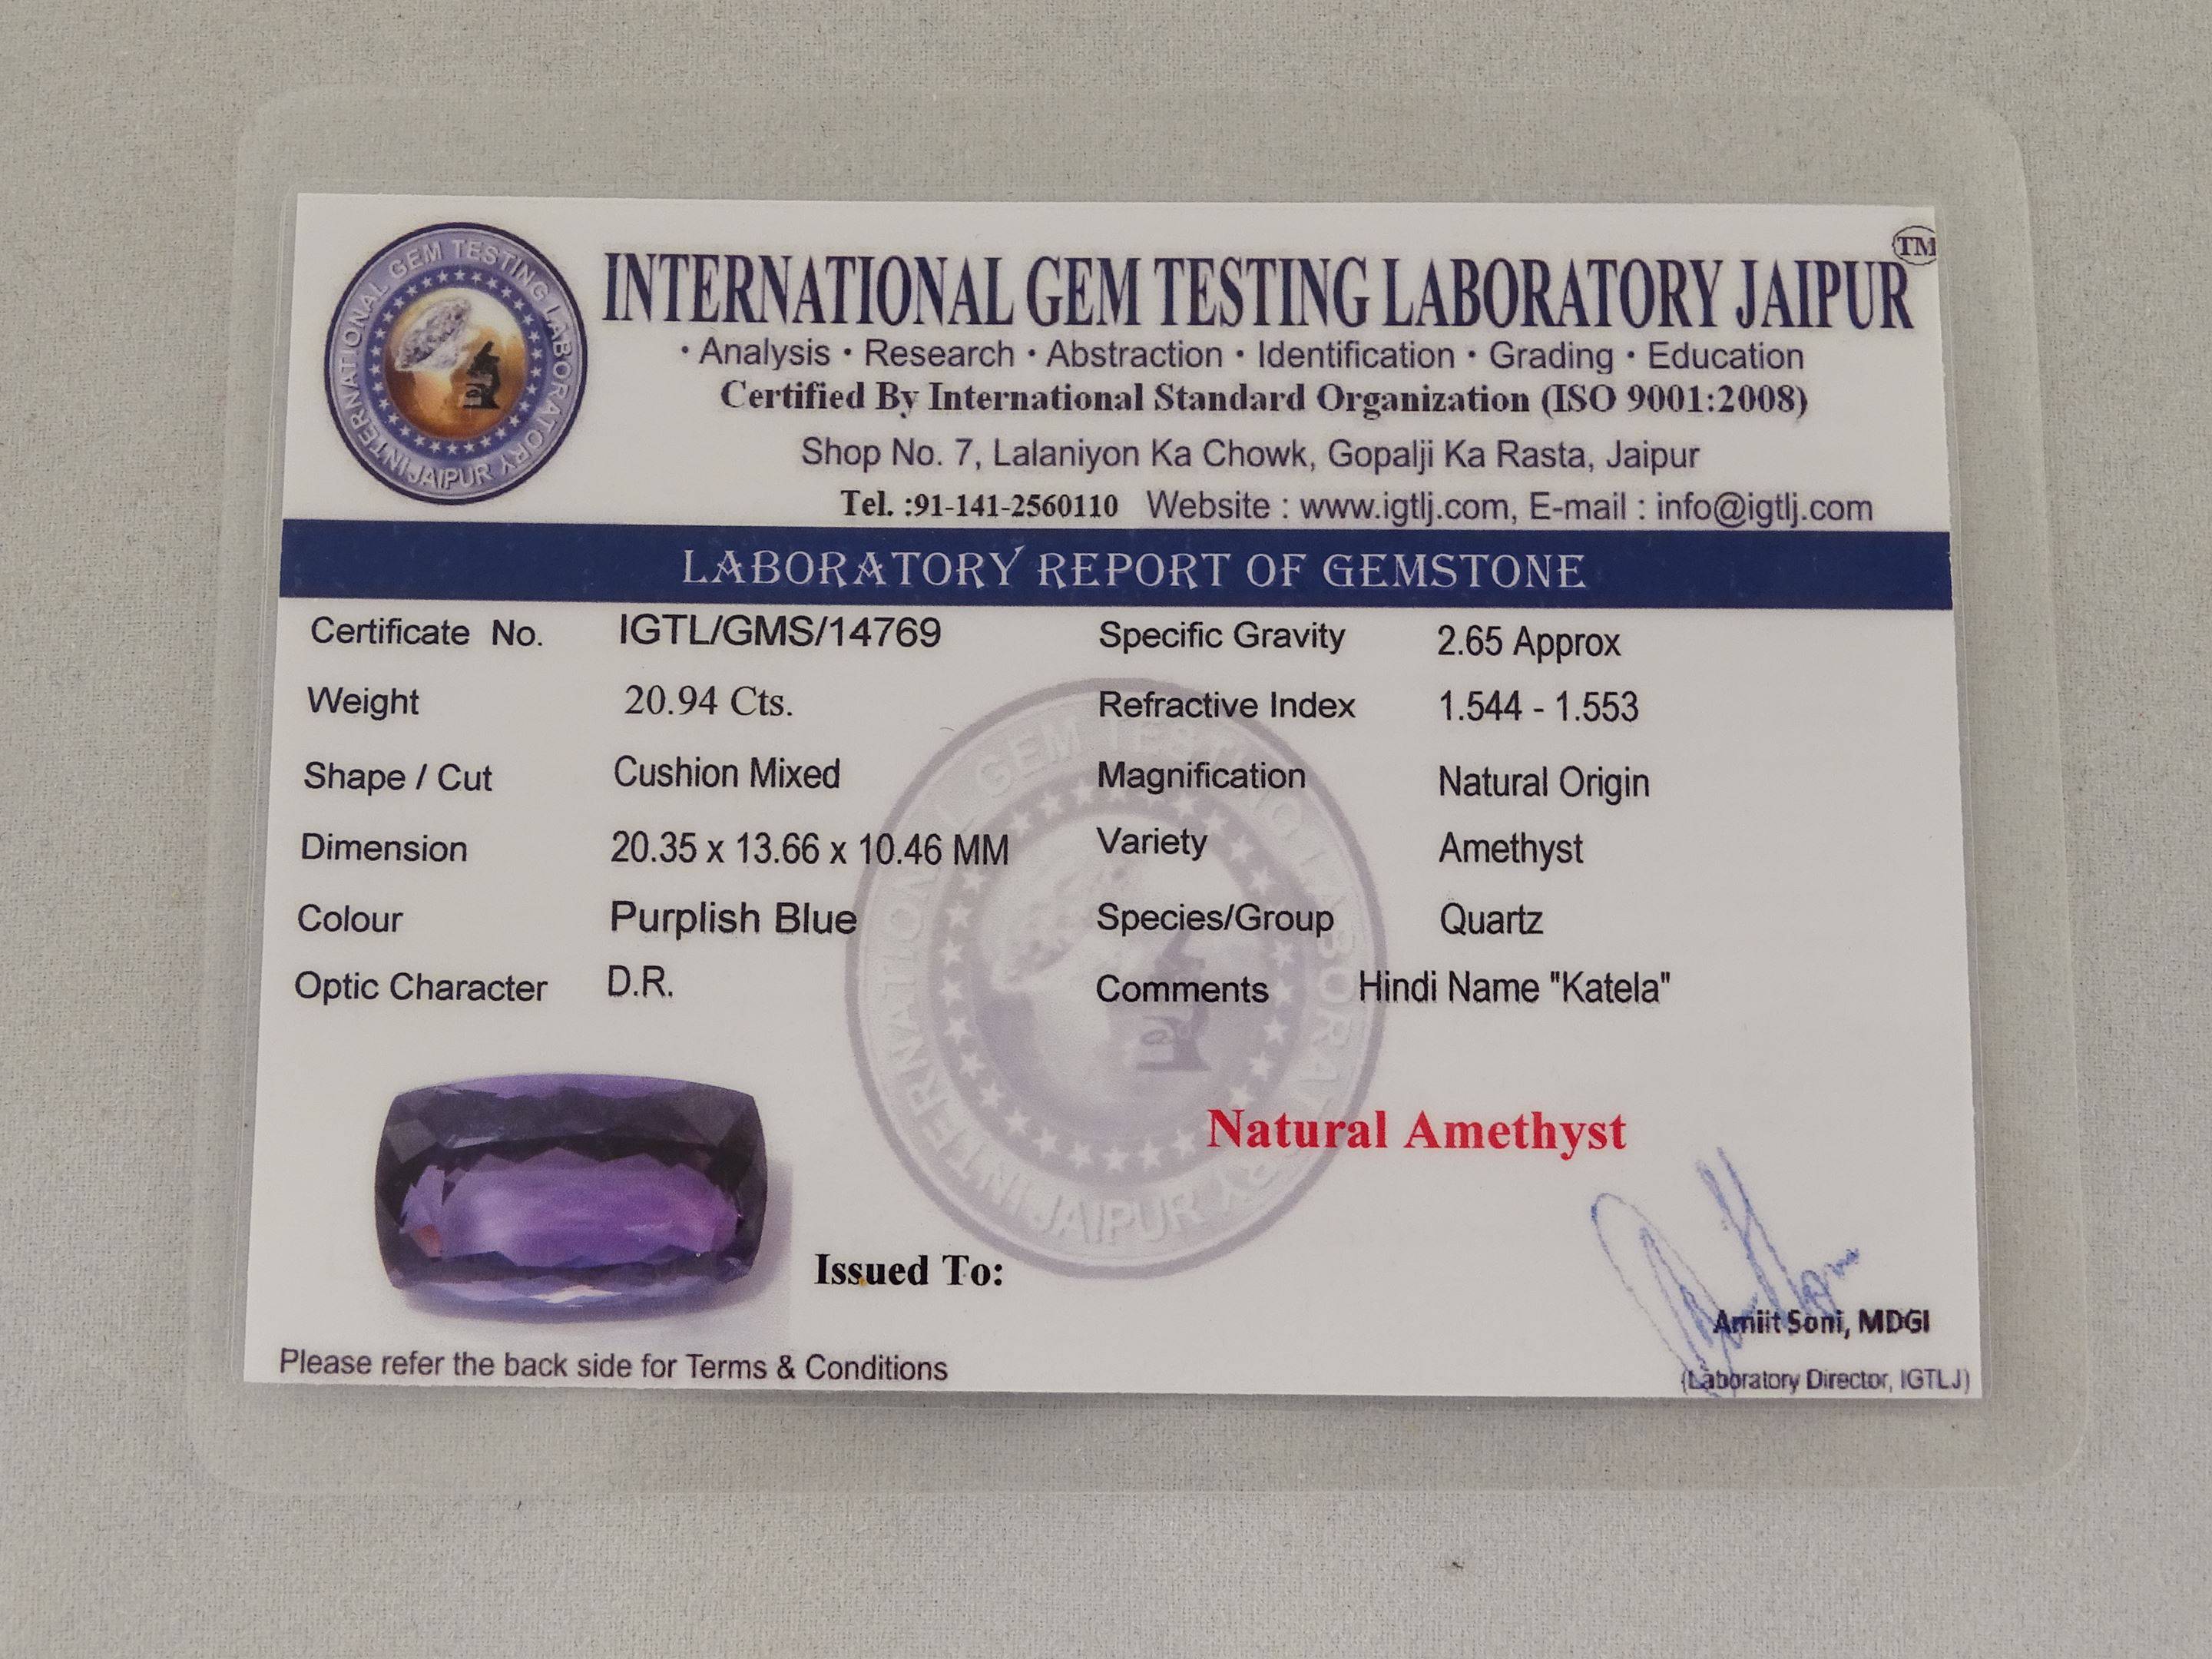 INTERNATIONAL GEM TESTING LABORATORY JAIPUR TM
INTERNATIONAL GEM TESTING LABORATORY JAIPUR
· Analysis · Research · Abstraction · Identification · Grading · Education
Certified By International Standard Organization (ISO 9001:2008)
Shop No. 7, Lalaniyon Ka Chowk, Gopalji Ka Rasta, Jaipur
Tel. :91-141-2560110 Website : www.igtlj.com, E-mail : info@igtlj.com
LABORATORY REPORT OF GEMSTONE
Certificate No. IGTL/GMS/14769 Specific Gravity 2.65 Approx
Weight 20.94 Cts. Refractive Index 1.544 - 1.553
Shape / Cut Cushion Mixed Magnification Natural Origin
Dimension 20.35 x 13.66 x 10.46 MM Variety Amethyst
Colour Purplish Blue Species/Group Quartz
Optic Character D.R. Comments Hindi Name "Katela"
INTERNATIONAL GEM TESTING LABORATORY JAIPUR
Natural Amethyst
Issued To:
Amiit Soni, MDGI
Please refer the back side for Terms & Conditions (Laboratory Director, IGTLJ)